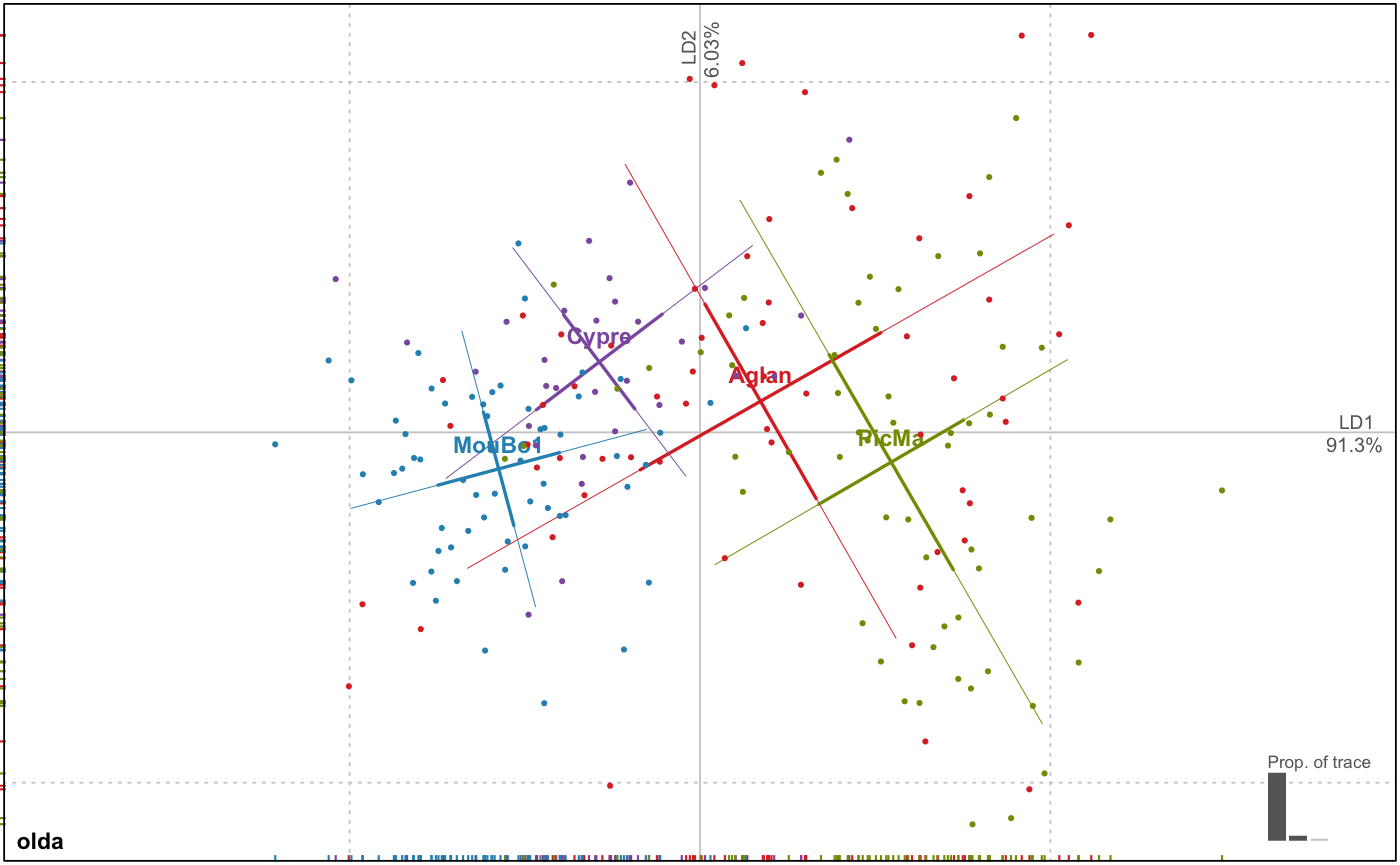 LD2
6.03%
Cypre
Aglan
LD1
91.3%
PicMa
MouBo1
Prop. of trace
olda